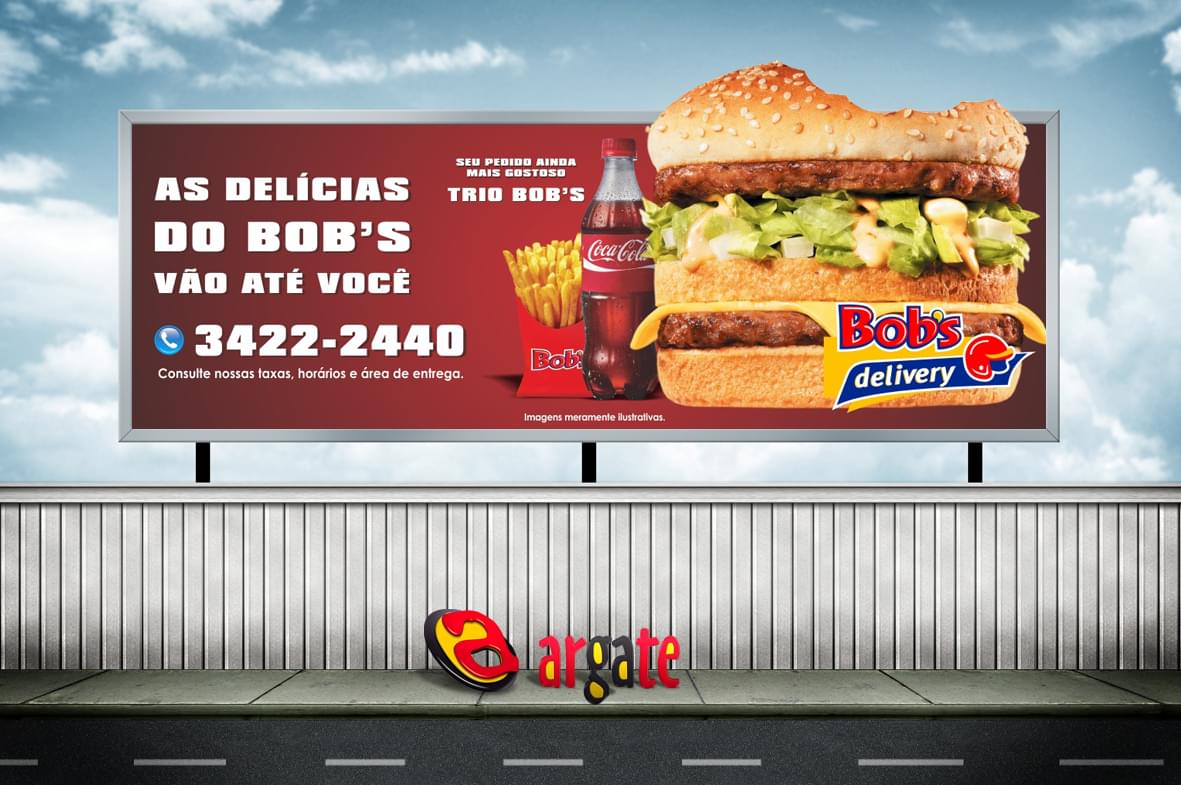 AS DELÍCIAS
DO BOB'S
VÃO ATÉ VOCÊ
3422-2440
Consulte nossas taxas, horários e área de entrega.
SEU PEDIDO AINDA
MAIS GOSTOSO
TRIO BOB'S
Coca-Cola
Bob's
Bob's
delivery
Imagens meramente ilustrativas.
argate